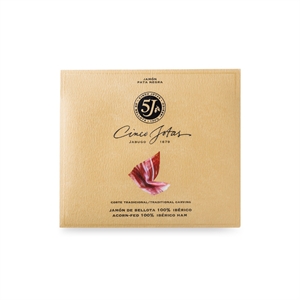 JAMÓN
PATA NEGRA
5J
Cinco Jotas
JABUGO 1879
CORTE TRADICIONAL/TRADITIONAL CARVING
JAMÓN DE BELLOTA 100% IBÉRICO
ACORN-FED 100% IBÉRICO HAM